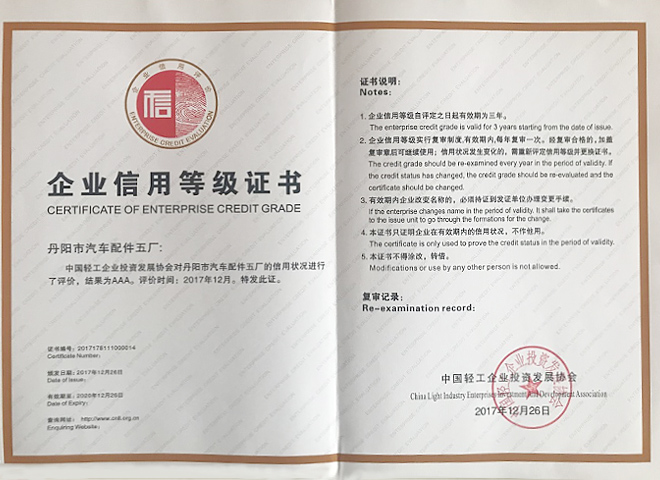 企业信用评价
信
ENTERPRISE CREDIT EVALUATION
企业信用等级证书
CERTIFICATE OF ENTERPRISE CREDIT GRADE
丹阳市汽车配件五厂:
中国轻工企业投资发展协会对丹阳市汽车配件五厂的信用状况进行
了评价，结果为AAA。评价时间：2017年12月。特发此证。
证书编号：2017178111000014
Certificate Number:
颁发日期：2017年12月26日
Date of Issue:
有效期至：2020年12月26日
Date of Expiry:
查询网址： http://www.cnll.org.cn
Enquiring Website:
证书说明:
Notes:
1. 企业信用等级自评定之日起有效期为三年。
The enterprise credit grade is valid for 3 years starting from the date of issue.
2. 企业信用等级实行复审制度,有效期内,每年复审一次。经复审合格的,加盖
复审章后可继续使用；信用状况发生变化的，需重新评定信用等级并更换证书。
The credit grade should be re-examined every year in the period of validity. If
the credit status has changed, the credit grade should be re-evaluated and the
certificate should be changed.
3. 有效期内企业改变名称的，必须持证到发证单位办理变更手续。
If the enterprise changes name in the period of validity. It shall take the certificates
to the issue unit to go through the formations for the change.
4. 本证书只证明企业在有效期内的信用状况，不作他用。
The certificate is only used to prove the credit status in the period of validity.
5. 本证书不得涂改，转借。
Modifications or use by any other person is not allowed.
复审记录:
Re-examination record:
中国轻工企业投资发展协会
China Light Industry Enterprises Investment and Development Association
2017年12月26日